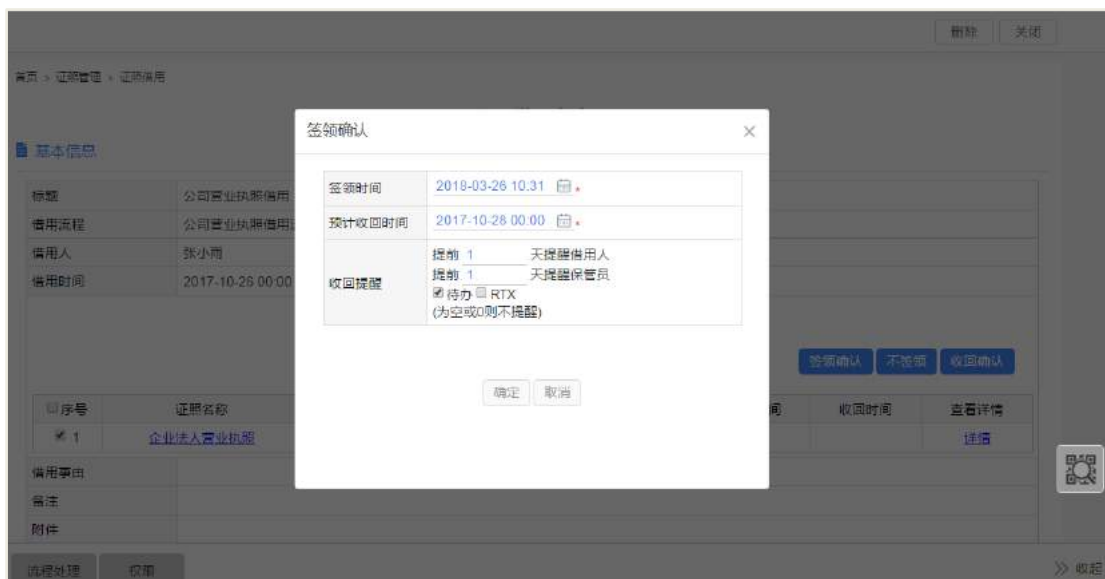 删除 关闭
首页 > 证照管理 > 证照借用
签领确认 ×
基本信息
签领时间 2018-03-26 10:31 *
预计收回时间 2017-10-28 00:00 *
收回提醒
提前 1 天提醒借用人
提前 1 天提醒保管员
待办 RTX
(为空或0则不提醒)
确定 取消
标题 公司营业执照借用
借用流程 公司营业执照借用
借用人 张小雨
借用时间 2017-10-26 00:00
签领确认 不签领 收回确认
序号 证照名称 间 收回时间 查看详情
1 企业法人营业执照 详情
借用事由
备注
附件
流程处理 权限 >> 收起